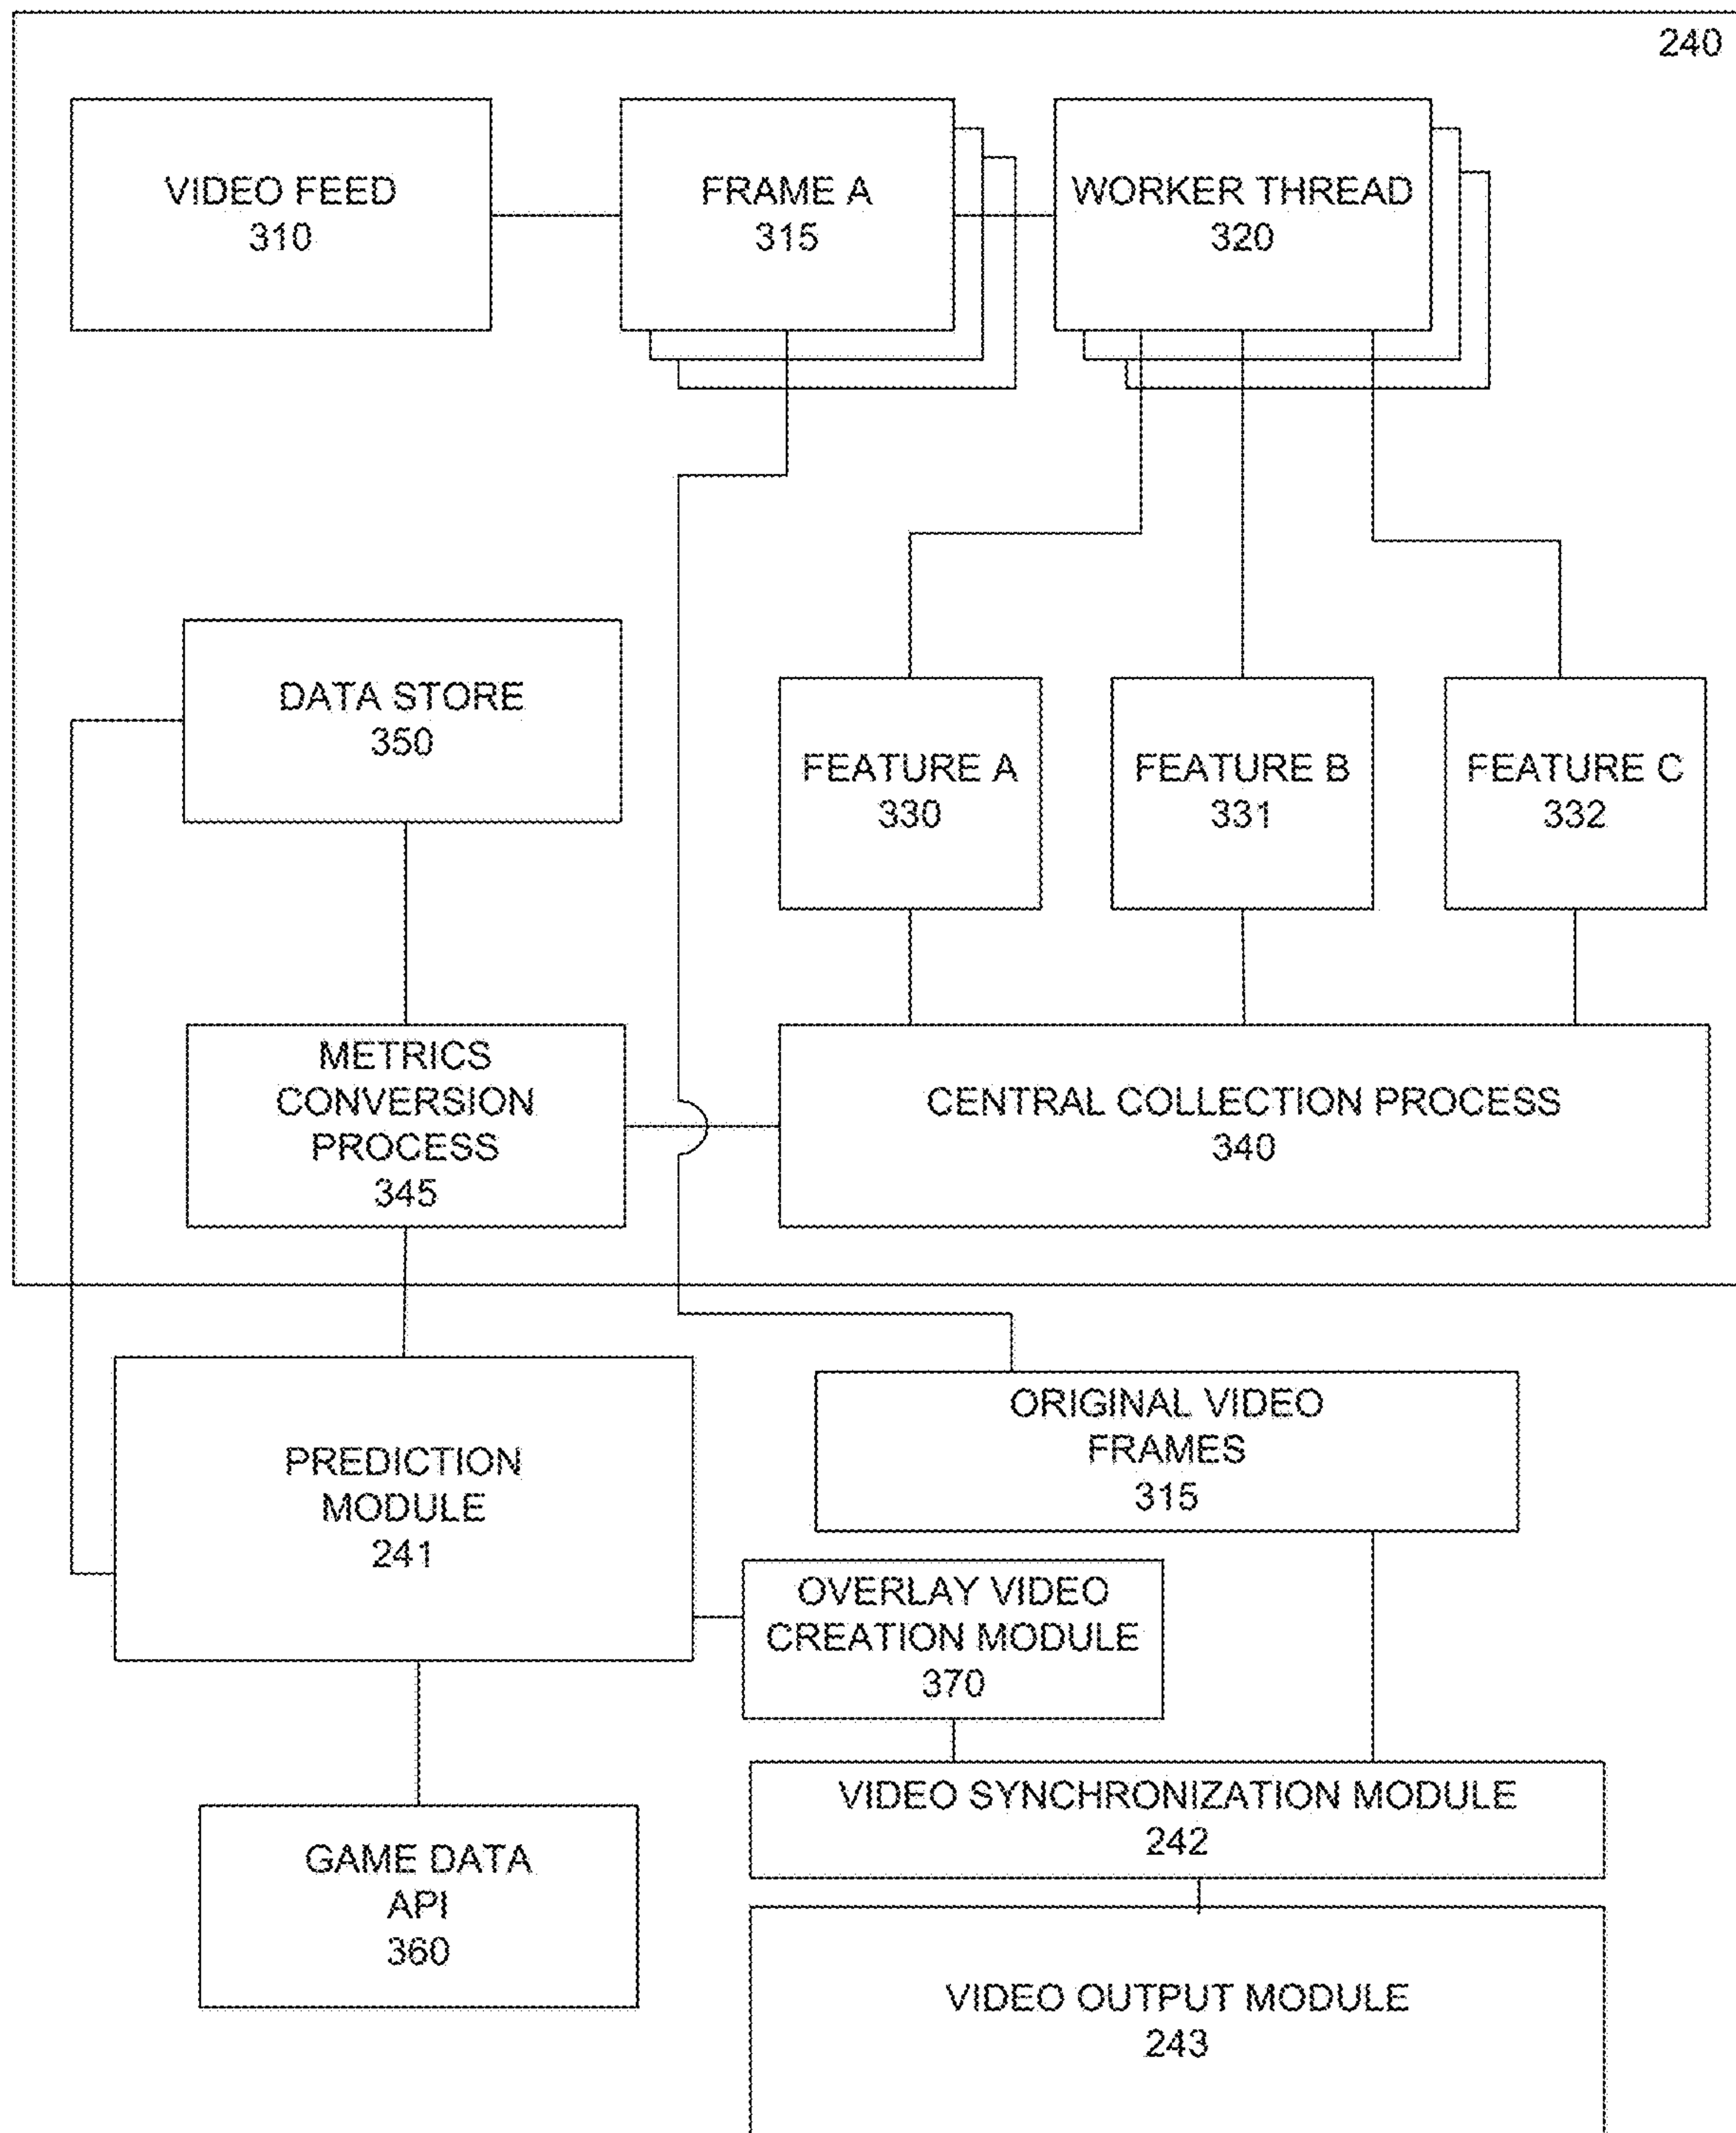 240
VIDEO FEED
310
FRAME A
315
WORKER THREAD
320
DATA STORE
350
FEATURE A
330
FEATURE B
331
FEATURE C
332
METRICS
CONVERSION
PROCESS
345
CENTRAL COLLECTION PROCESS
340
PREDICTION
MODULE
241
ORIGINAL VIDEO
FRAMES
315
OVERLAY VIDEO
CREATION MODULE
370
VIDEO SYNCHRONIZATION MODULE
242
GAME DATA
API
360
VIDEO OUTPUT MODULE
243